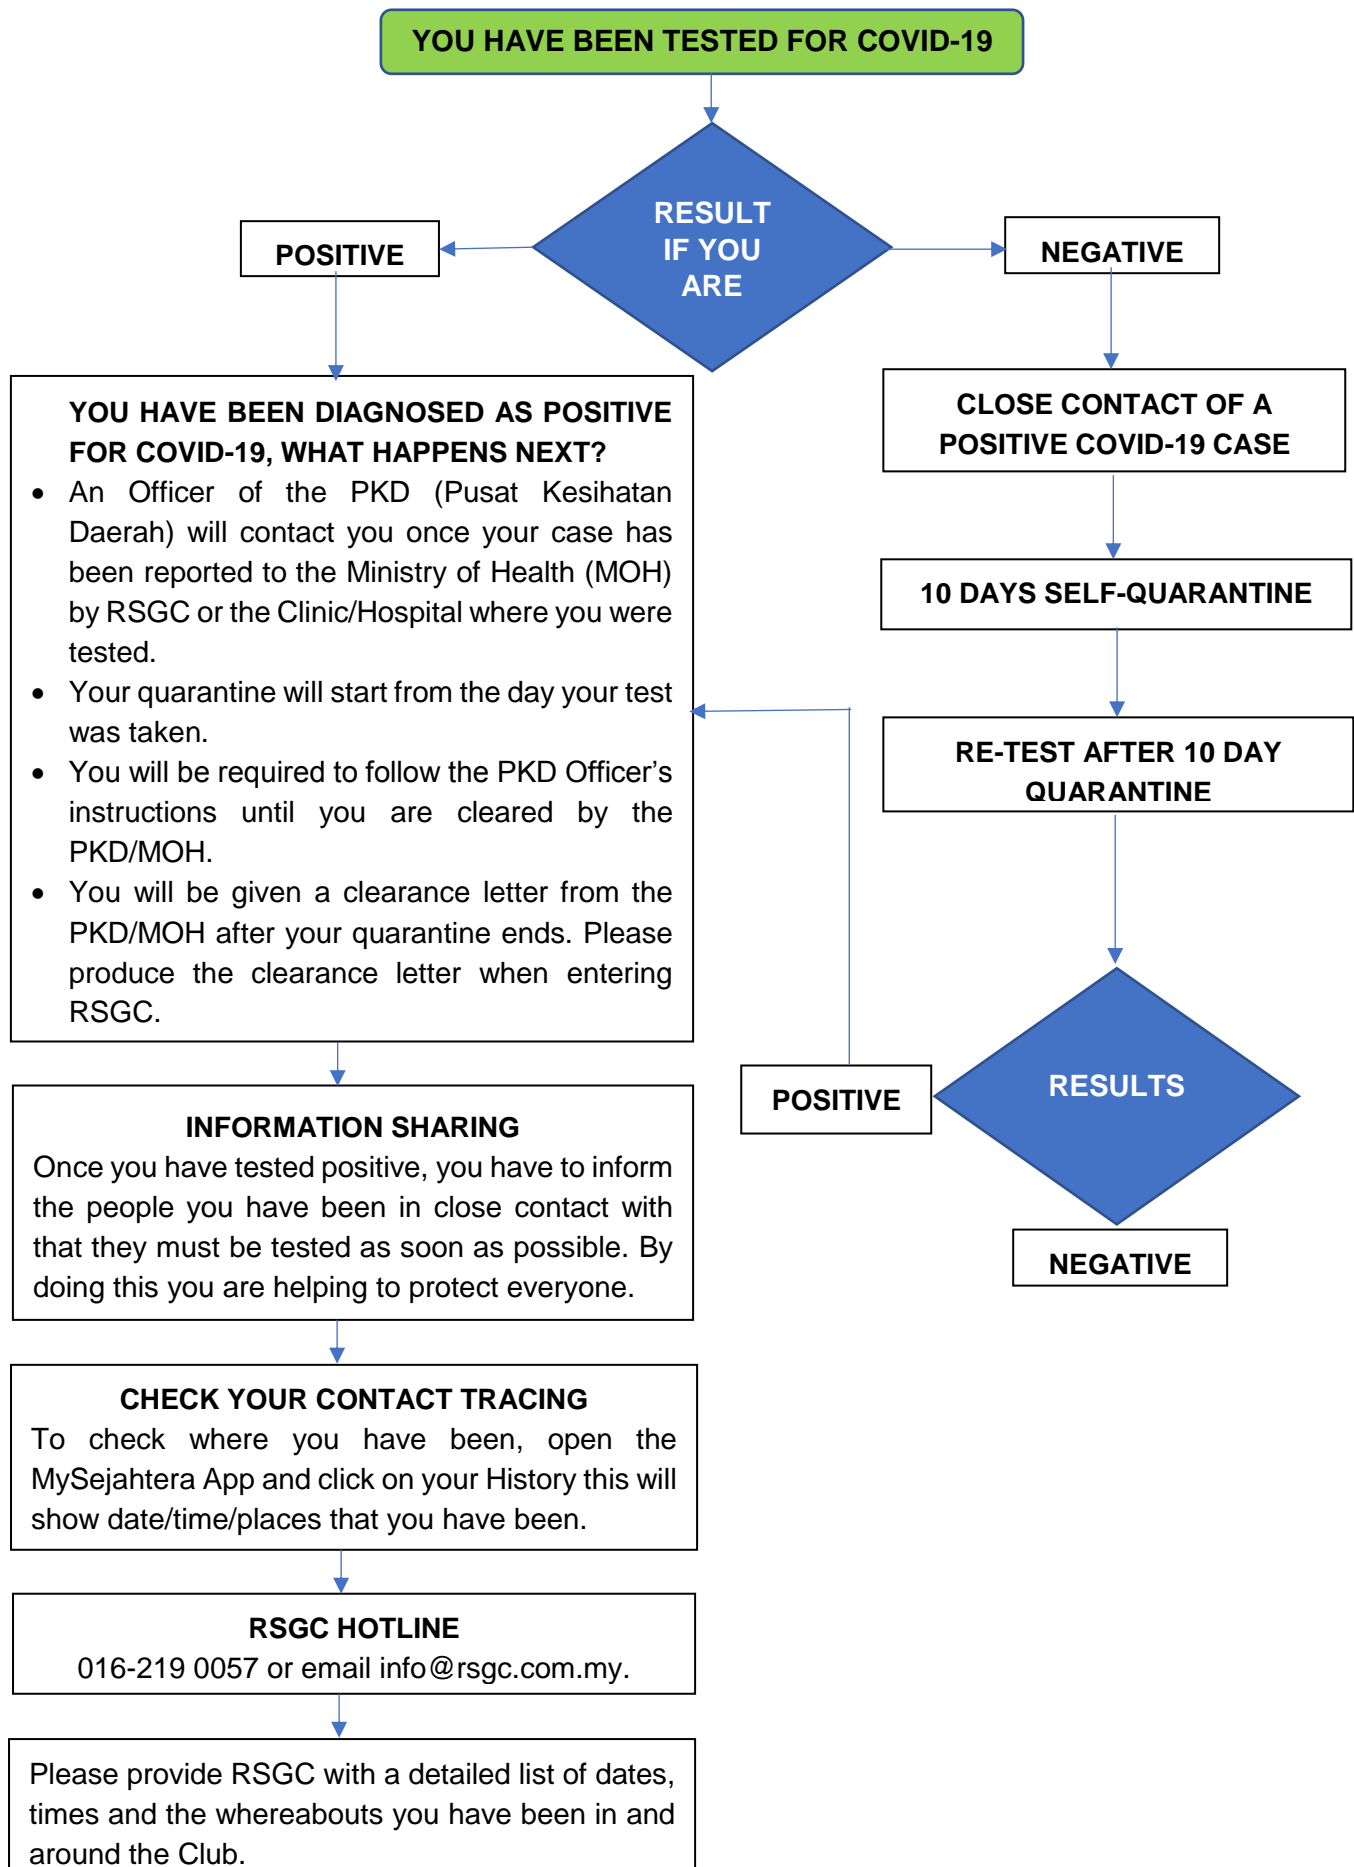 YOU HAVE BEEN TESTED FOR COVID-19
RESULT
IF YOU
ARE
POSITIVE
NEGATIVE
YOU HAVE BEEN DIAGNOSED AS POSITIVE
FOR COVID-19, WHAT HAPPENS NEXT?
• An Officer of the PKD (Pusat Kesihatan
Daerah) will contact you once your case has
been reported to the Ministry of Health (MOH)
by RSGC or the Clinic/Hospital where you were
tested.
• Your quarantine will start from the day your test
was taken.
• You will be required to follow the PKD Officer’s
instructions until you are cleared by the
PKD/MOH.
• You will be given a clearance letter from the
PKD/MOH after your quarantine ends. Please
produce the clearance letter when entering
RSGC.
CLOSE CONTACT OF A
POSITIVE COVID-19 CASE
10 DAYS SELF-QUARANTINE
RE-TEST AFTER 10 DAY
QUARANTINE
RESULTS
POSITIVE
NEGATIVE
INFORMATION SHARING
Once you have tested positive, you have to inform
the people you have been in close contact with
that they must be tested as soon as possible. By
doing this you are helping to protect everyone.
CHECK YOUR CONTACT TRACING
To check where you have been, open the
MySejahtera App and click on your History this will
show date/time/places that you have been.
RSGC HOTLINE
016-219 0057 or email info@rsgc.com.my.
Please provide RSGC with a detailed list of dates,
times and the whereabouts you have been in and
around the Club.